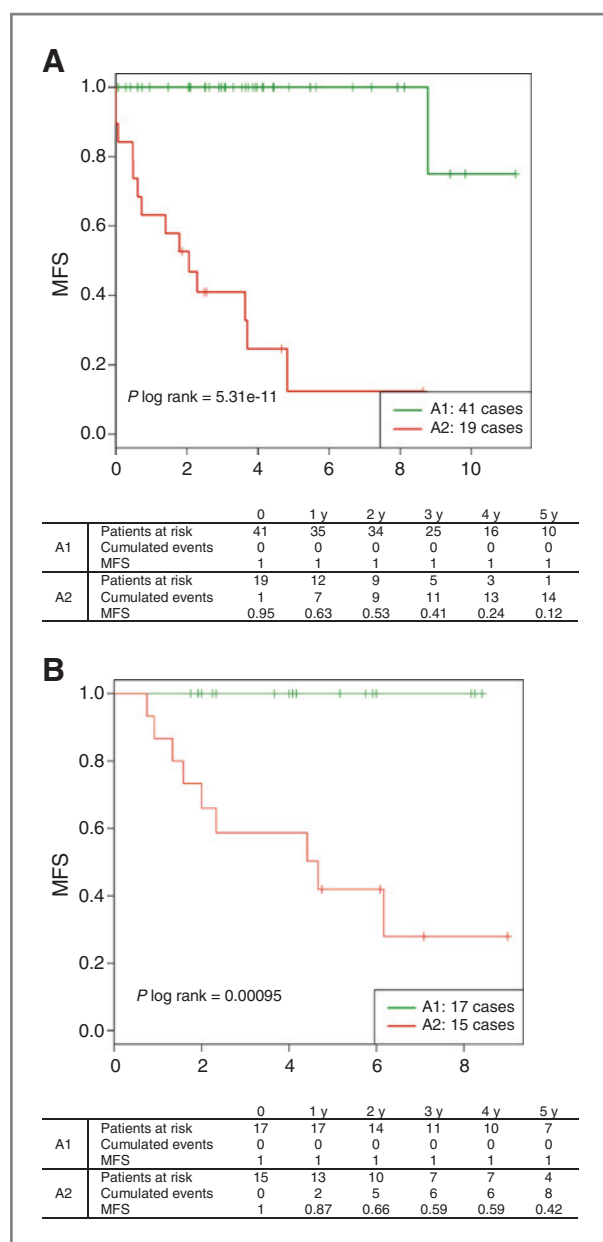 A
MFS
1.0
0.8
0.6
0.4
0.2
0.0
P log rank = 5.31e-11
A1: 41 cases
A2: 19 cases
0 2 4 6 8 10
0 1 y 2 y 3 y 4 y 5 y
A1
Patients at risk 41 35 34 25 16 10
Cumulated events 0 0 0 0 0 0
MFS 1 1 1 1 1 1
A2
Patients at risk 19 12 9 5 3 1
Cumulated events 1 7 9 11 13 14
MFS 0.95 0.63 0.53 0.41 0.24 0.12
B
MFS
1.0
0.8
0.6
0.4
0.2
0.0
P log rank = 0.00095
A1: 17 cases
A2: 15 cases
0 2 4 6 8
0 1 y 2 y 3 y 4 y 5 y
A1
Patients at risk 17 17 14 11 10 7
Cumulated events 0 0 0 0 0 0
MFS 1 1 1 1 1 1
A2
Patients at risk 15 13 10 7 7 4
Cumulated events 0 2 5 6 6 8
MFS 1 0.87 0.66 0.59 0.59 0.42